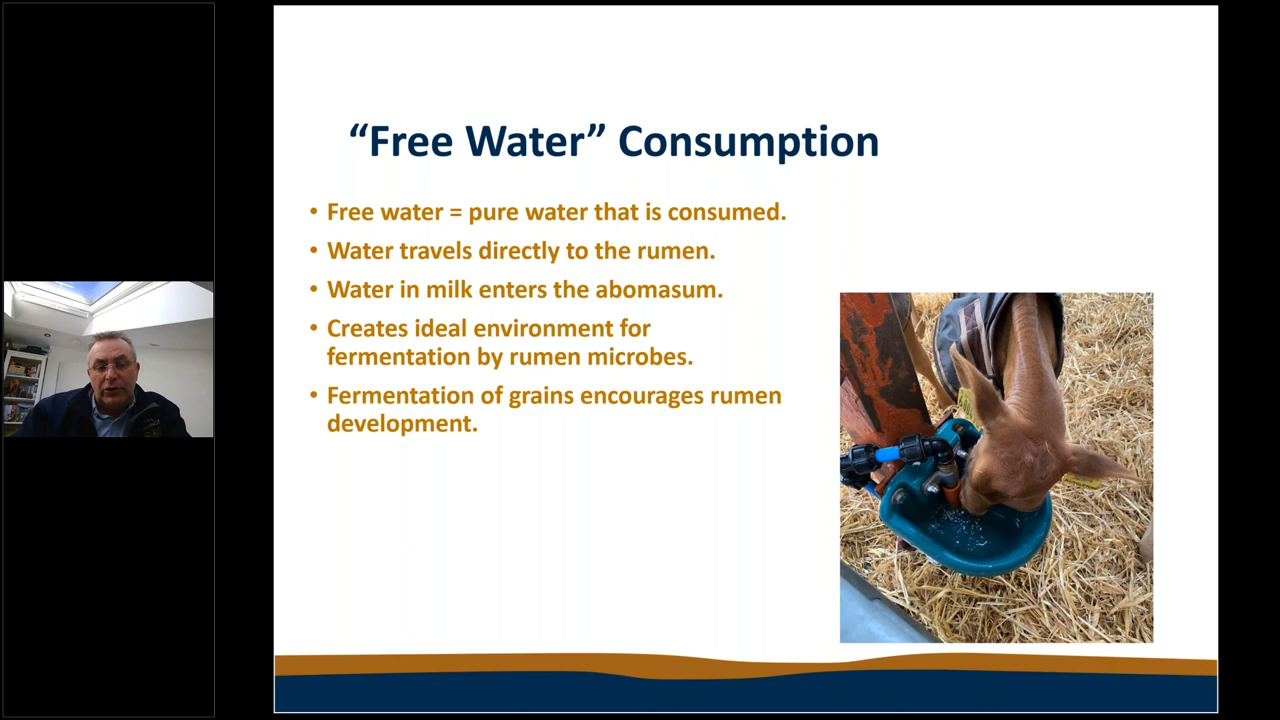 “Free Water” Consumption
• Free water = pure water that is consumed.
• Water travels directly to the rumen.
• Water in milk enters the abomasum.
• Creates ideal environment for
fermentation by rumen microbes.
• Fermentation of grains encourages rumen
development.